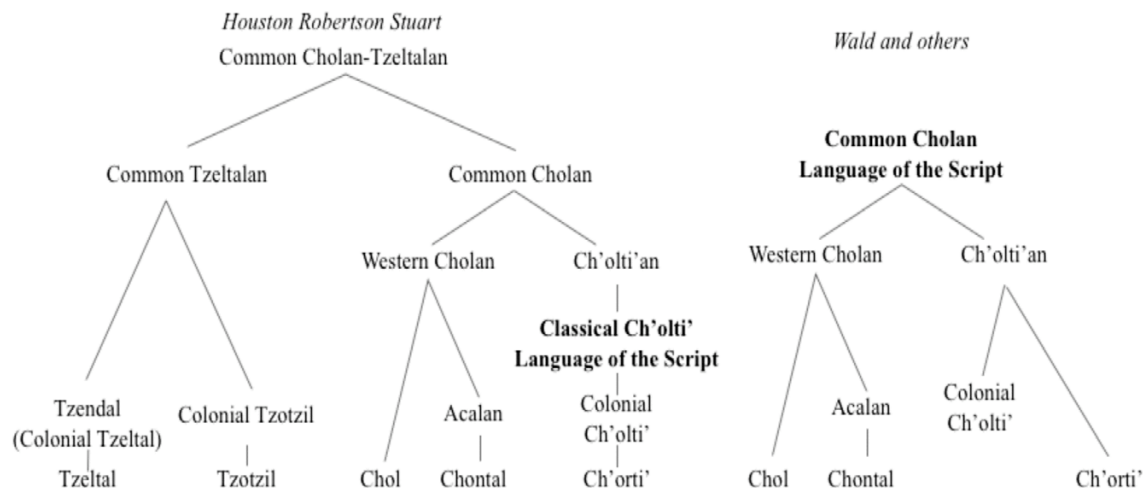 Houston Robertson Stuart
Common Cholan-Tzeltalan
Common Tzeltalan
Common Cholan
Western Cholan
Ch’olti’an
Classical Ch’olti’
Language of the Script
Tzendal
(Colonial Tzeltal)
Colonial Tzotzil
Acalan
Colonial
Ch’olti’
Tzeltal
Tzotzil
Chol
Chontal
Ch’orti’
Wald and others
Common Cholan
Language of the Script
Western Cholan
Ch’olti’an
Acalan
Colonial
Ch’olti’
Chol
Chontal
Ch’orti’